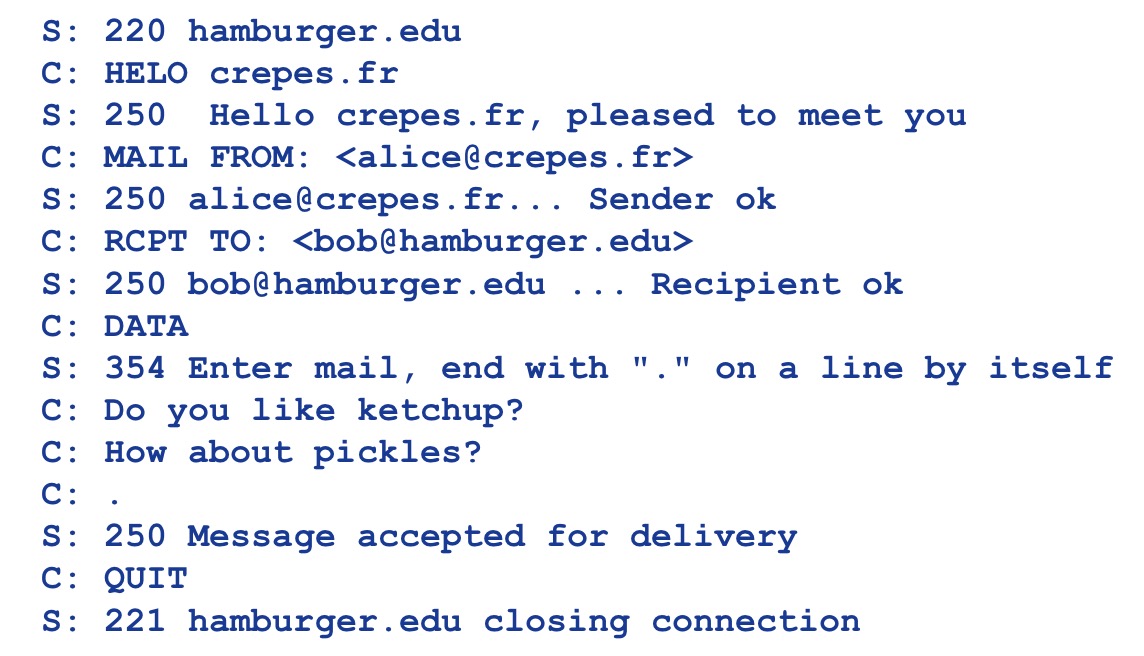 S: 220 hamburger.edu
C: HELO crepes.fr
S: 250  Hello crepes.fr, pleased to meet you
C: MAIL FROM: <alice@crepes.fr>
S: 250 alice@crepes.fr... Sender ok
C: RCPT TO: <bob@hamburger.edu>
S: 250 bob@hamburger.edu ... Recipient ok
C: DATA
S: 354 Enter mail, end with "." on a line by itself
C: Do you like ketchup?
C: How about pickles?
C: .
S: 250 Message accepted for delivery
C: QUIT
S: 221 hamburger.edu closing connection